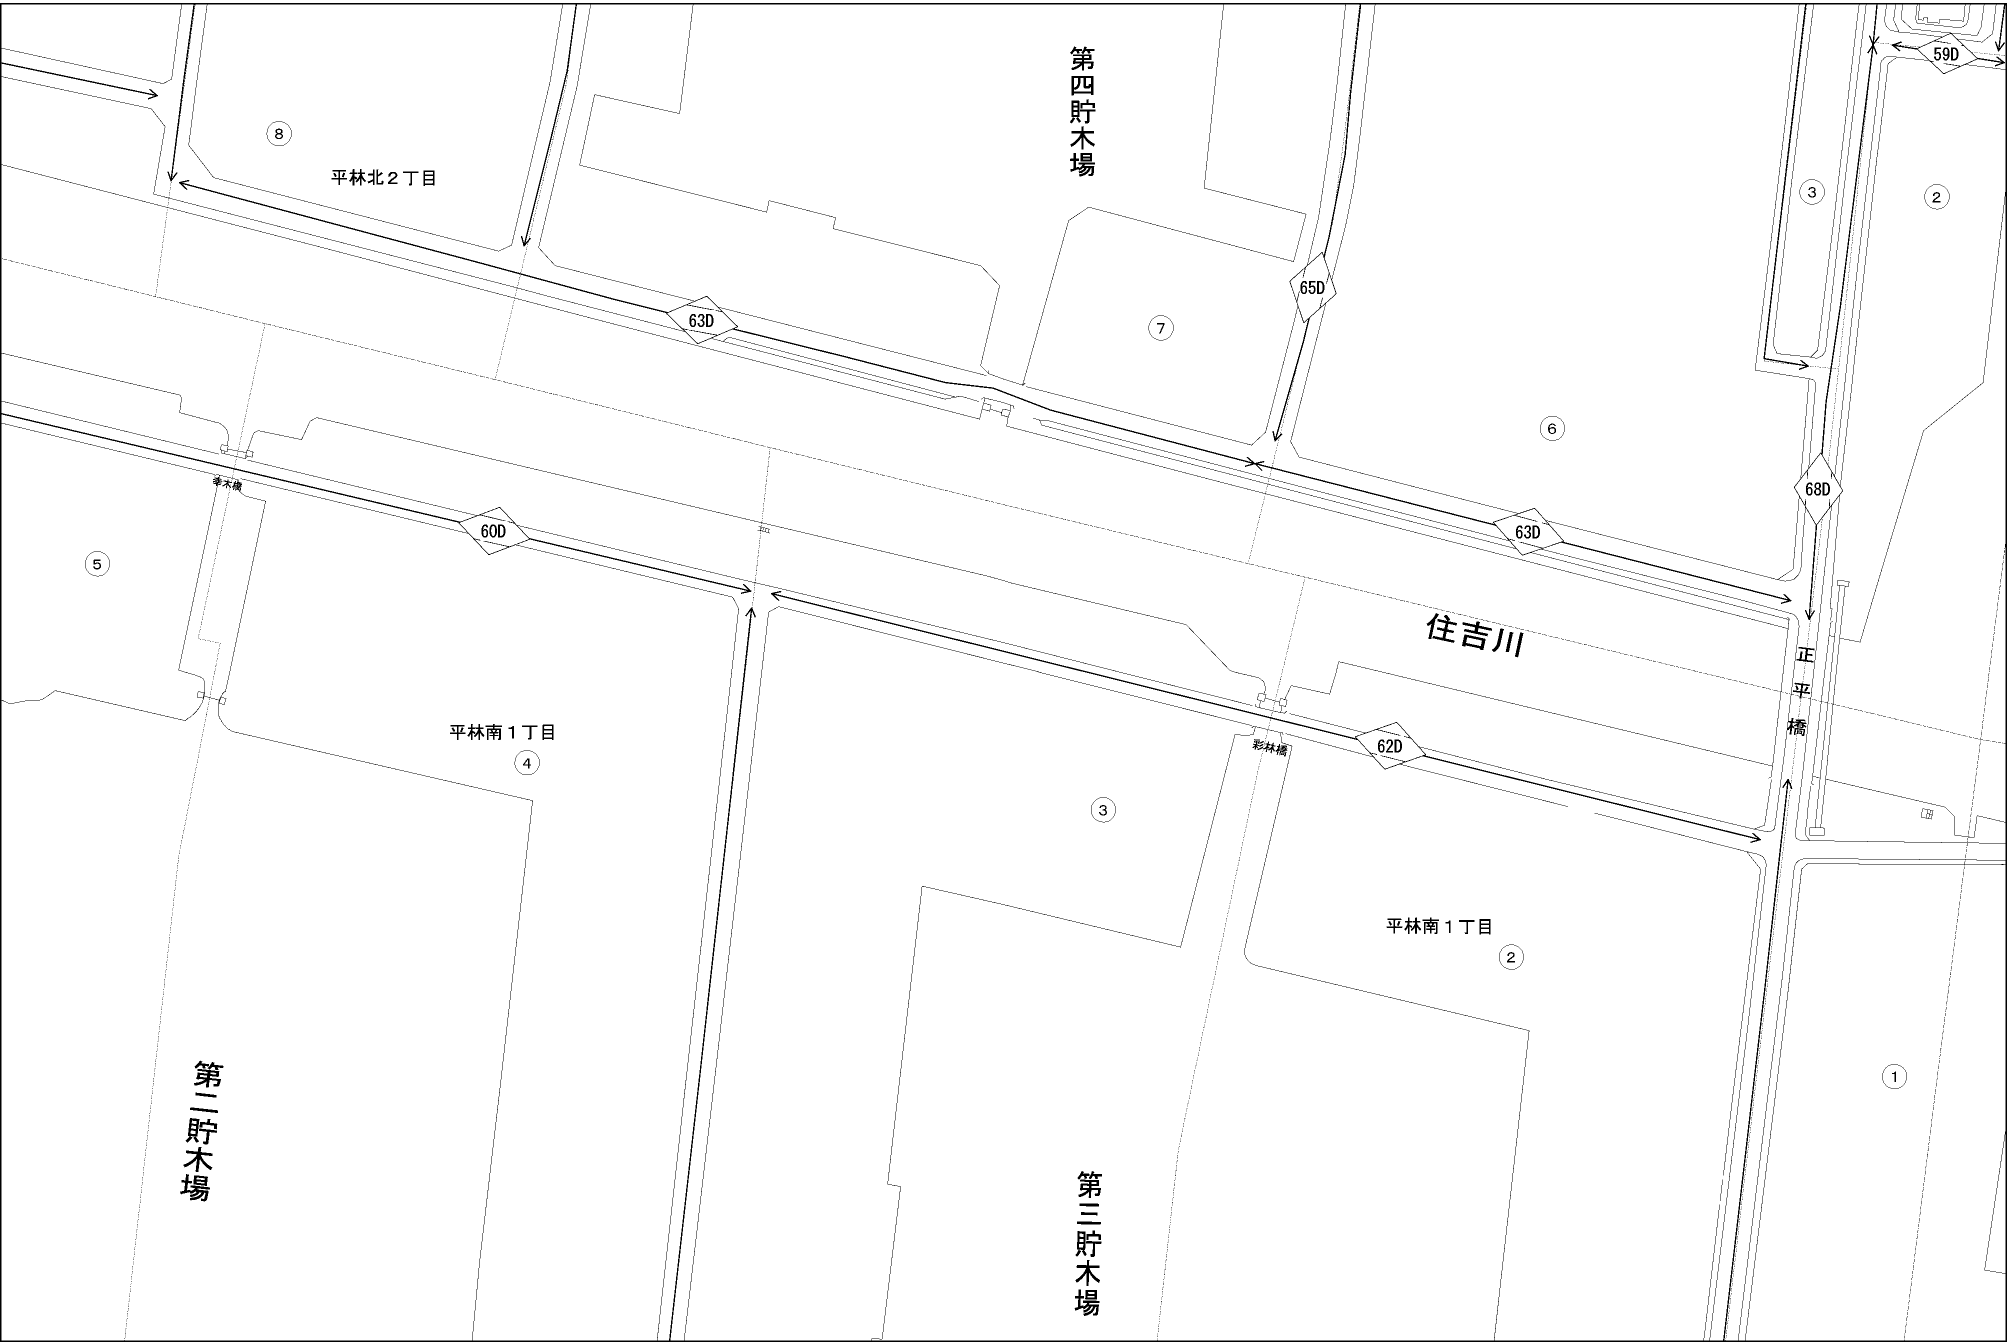 59D
第四貯木場
⑧
平林北2丁目
③
②
65D
63D
⑦
⑥
68D
幸木橋
60D
63D
⑤
住吉川
正平橋
平林南1丁目
④
彩林橋
62D
③
平林南1丁目
②
①
第二貯木場
第三貯木場